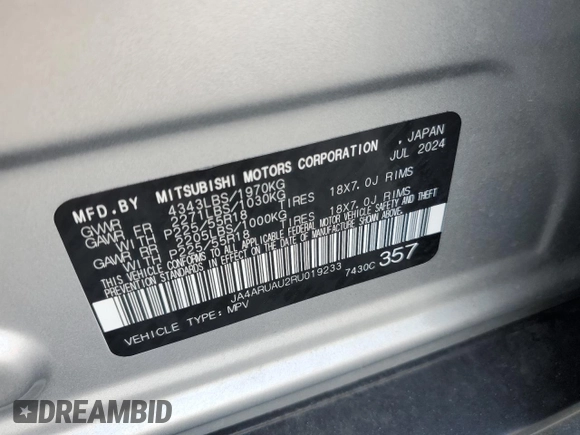 MFD.BY MITSUBISHI MOTORS CORPORATION , JAPAN
JUL 2024
GVWR 4343LBS/1970KG
GAWR FR 2271LBS/1030KG
WITH P225/55R18 TIRES 18X7.0J RIMS
GAWR RR 2205LBS/1000KG
WITH P225/55R18 TIRES 18X7.0J RIMS
THIS VEHICLE CONFORMS TO ALL APPLICABLE FEDERAL MOTOR VEHICLE SAFETY AND THEFT
PREVENTION STANDARDS IN EFFECT ON THE DATE OF MANUFACTURE SHOWN ABOVE.
JA4ARUAU2RU019233 7430C 357
VEHICLE TYPE: MPV
DREAMBID